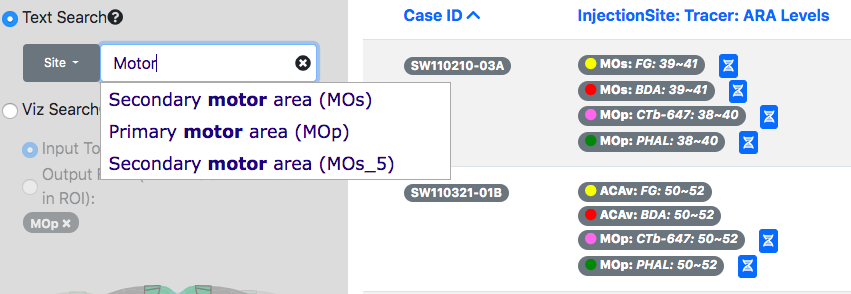 Text Search?
Site
Motor
Secondary motor area (MOs)
Primary motor area (MOp)
Secondary motor area (MOs_5)
Viz Search
Input To
Output
in ROI):
MOp ×
Case ID
InjectionSite: Tracer: ARA Levels
SW110210-03A
MOs: FG: 39~41
MOs: BDA: 39~41
MOp: CTb-647: 38~40
MOp: PHAL: 38~40
SW110321-01B
ACAv: FG: 50~52
ACAv: BDA: 50~52
MOp: CTb-647: 50~52
MOp: PHAL: 50~52